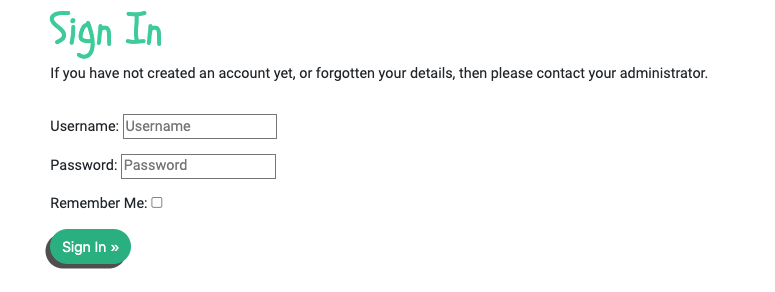 Sign In
If you have not created an account yet, or forgotten your details, then please contact your administrator.
Username: Username
Password: Password
Remember Me:
Sign In »